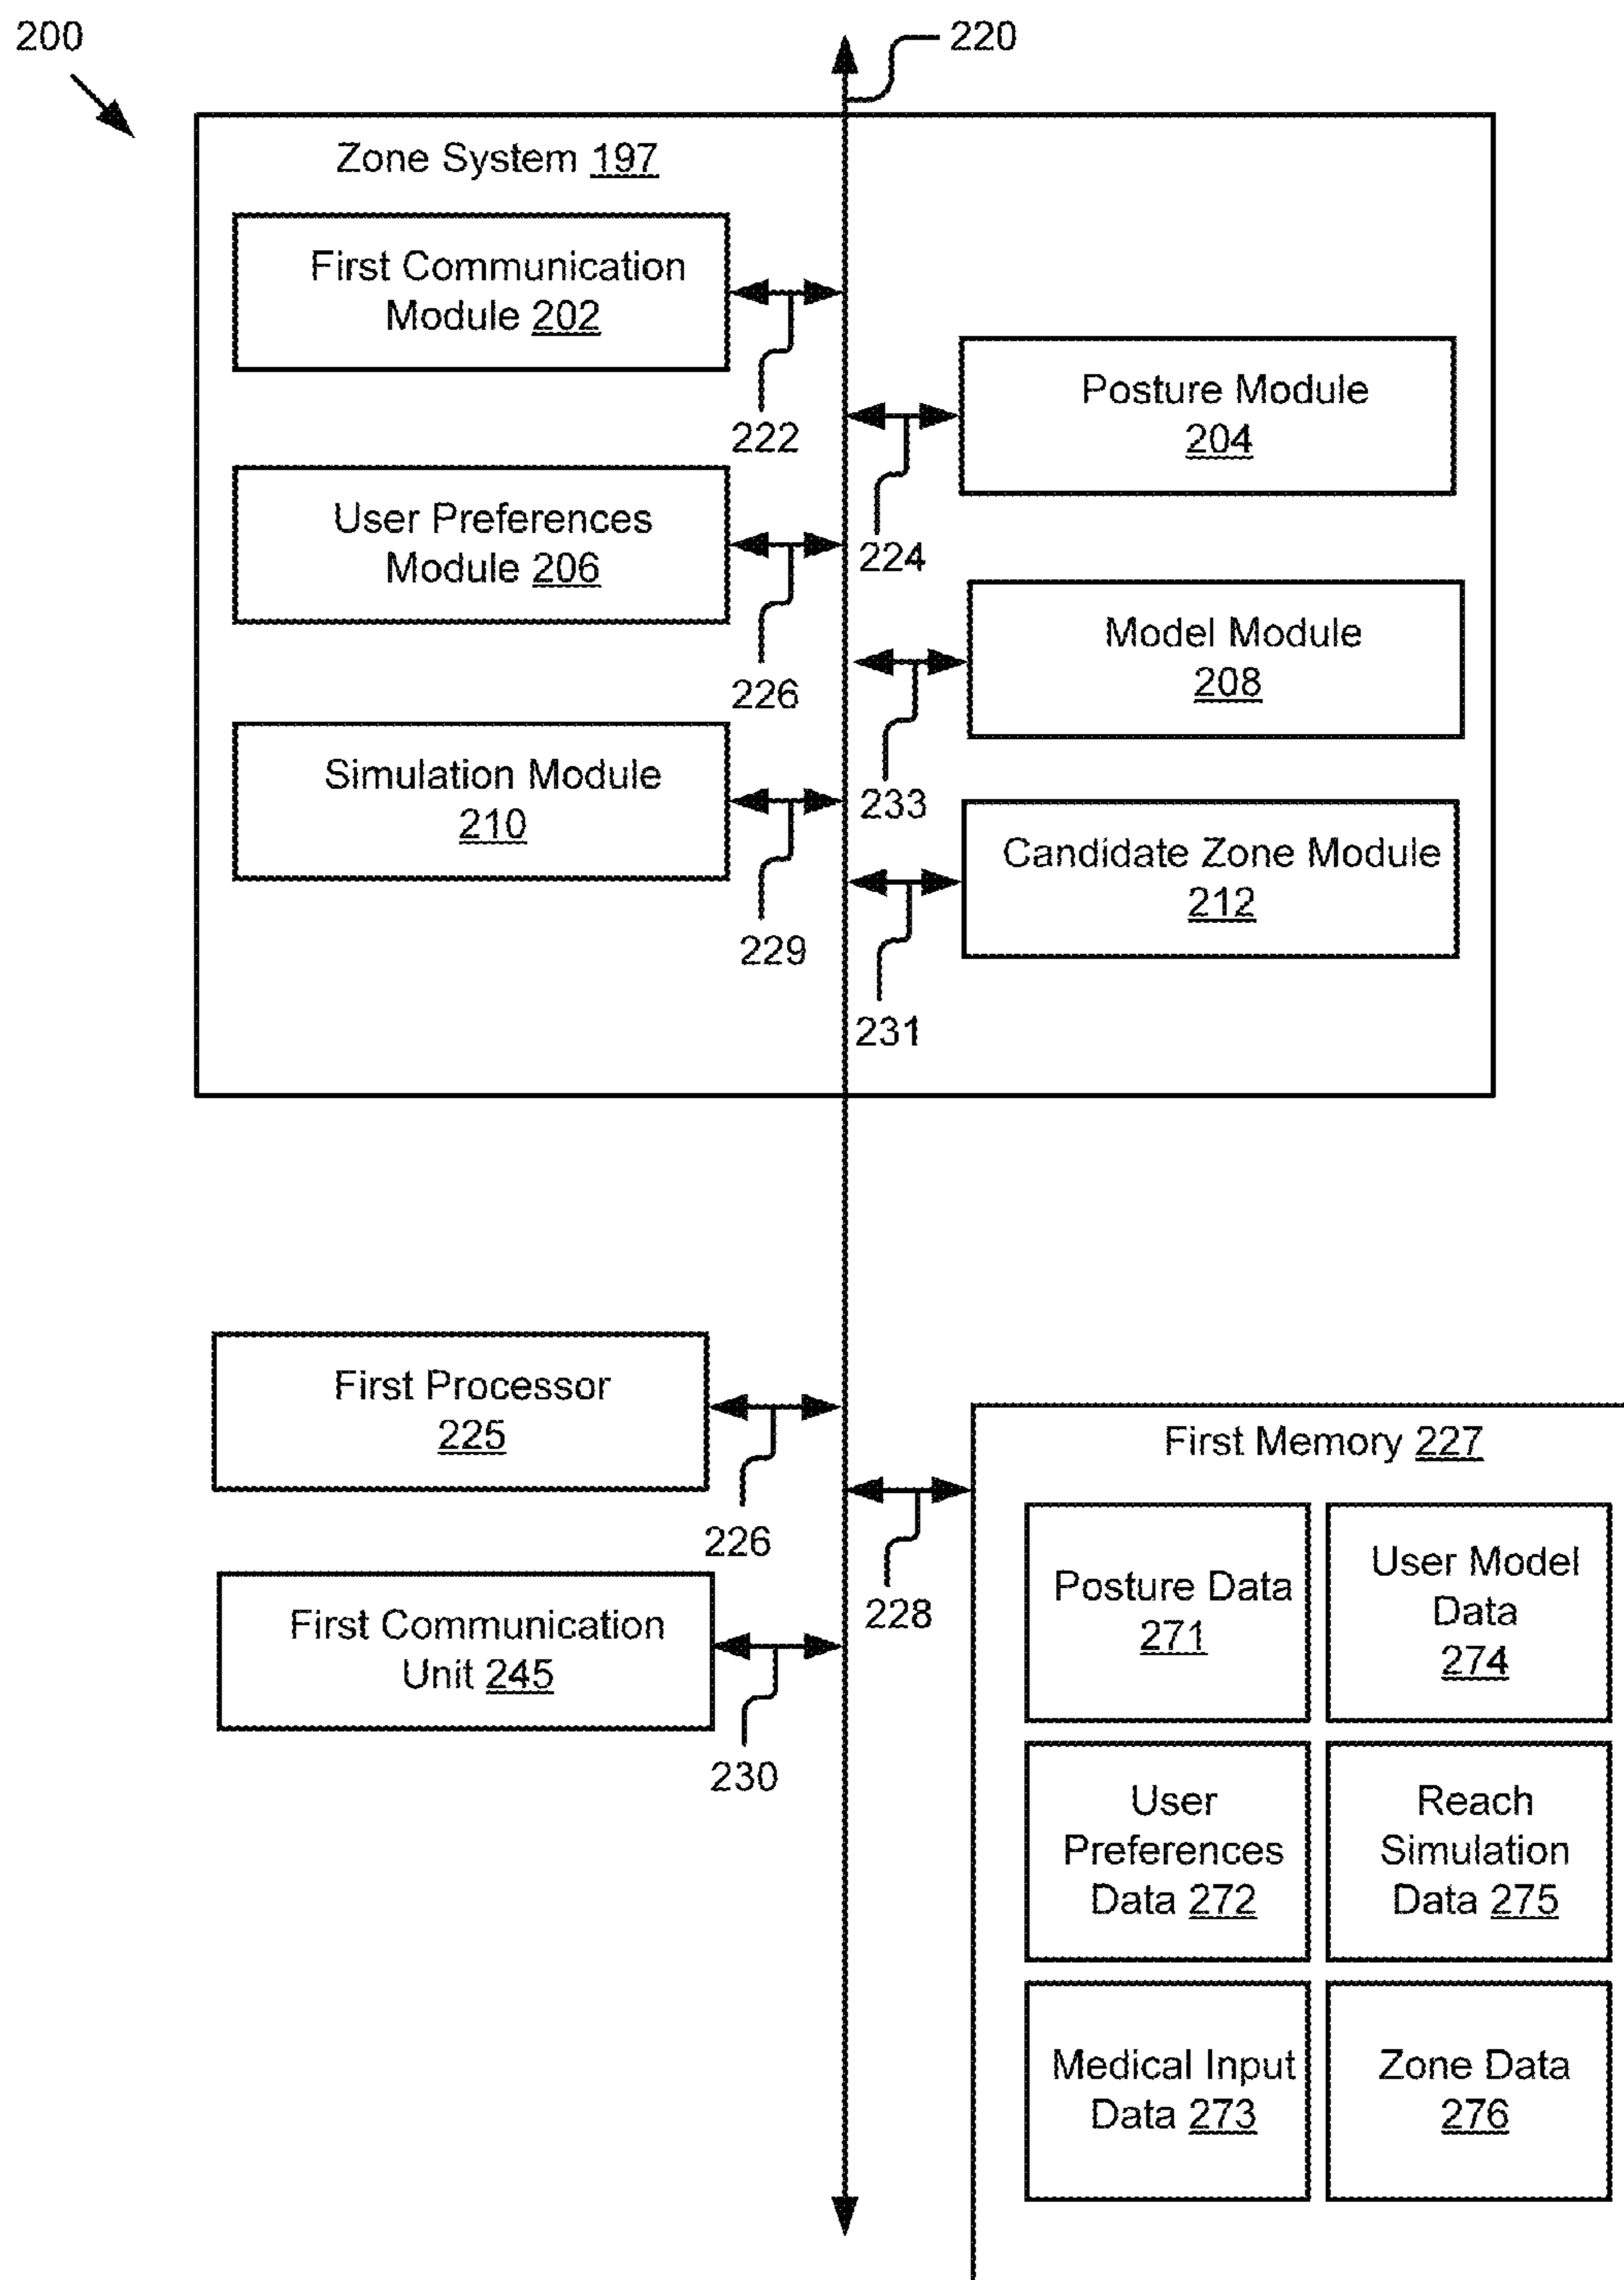 200
220
Zone System 197
First Communication
Module 202
222
Posture Module
204
224
User Preferences
Module 206
226
Model Module
208
233
Simulation Module
210
229
Candidate Zone Module
212
231
First Processor
225
226
First Memory 227
228
First Communication
Unit 245
230
Posture Data
271
User Model
Data
274
User
Preferences
Data 272
Reach
Simulation
Data 275
Medical Input
Data 273
Zone Data
276